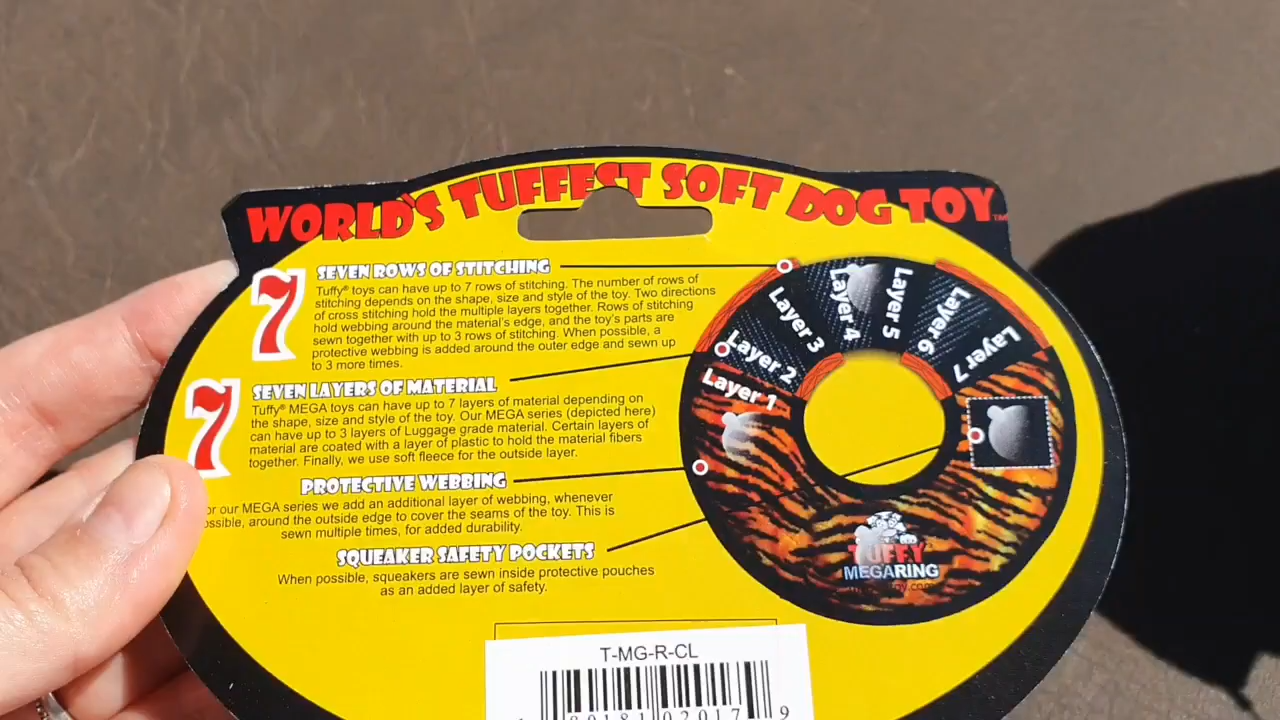 WORLD'S TUFFEST SOFT DOG TOY™
7
SEVEN ROWS OF STITCHING
Tuffy® toys can have up to 7 rows of stitching. The number of rows of
stitching depends on the shape, size and style of the toy. Two directions
of cross stitching hold the multiple layers together. Rows of stitching
hold webbing around the material's edge, and the toy's parts are
sewn together with up to 3 rows of stitching. When possible, a
protective webbing is added around the outer edge and sewn up
to 3 more times.
7
SEVEN LAYERS OF MATERIAL
Tuffy® MEGA toys can have up to 7 layers of material depending on
the shape, size and style of the toy. Our MEGA series (depicted here)
can have up to 3 layers of Luggage grade material. Certain layers of
material are coated with a layer of plastic to hold the material fibers
together. Finally, we use soft fleece for the outside layer.
PROTECTIVE WEBBING
or our MEGA series we add an additional layer of webbing, whenever
ossible, around the outside edge to cover the seams of the toy. This is
sewn multiple times, for added durability.
SQUEAKER SAFETY POCKETS
When possible, squeakers are sewn inside protective pouches
as an added layer of safety.
Layer 1
Layer 2
Layer 3
Layer 4
Layer 5
Layer 6
Layer 7
TUFFY
MEGARING
T-MG-R-CL
80181 02017 9